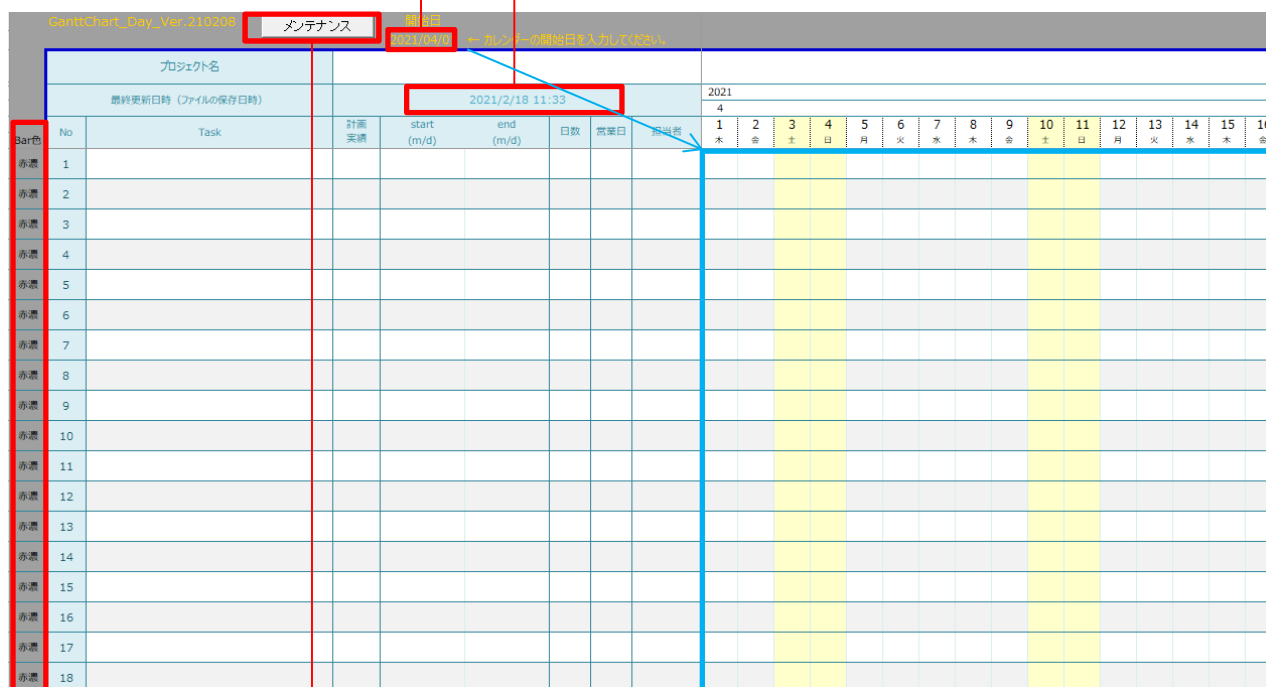 GanttChart_Day_Ver.210208 メンテナンス 開始日
2021/04/0 ← カレンダーの開始日を入力してください。
プロジェクト名
最終更新日時（ファイルの保存日時） 2021/2/18 11:33 2021
4
Bar色 No Task 計画 実績 start (m/d) end (m/d) 日数 営業日 担当者 1 2 3 4 5 6 7 8 9 10 11 12 13 14 15 16
木 金 土 日 月 火 水 木 金 土 日 月 火 水 木 金
赤濃 1
赤濃 2
赤濃 3
赤濃 4
赤濃 5
赤濃 6
赤濃 7
赤濃 8
赤濃 9
赤濃 10
赤濃 11
赤濃 12
赤濃 13
赤濃 14
赤濃 15
赤濃 16
赤濃 17
赤濃 18